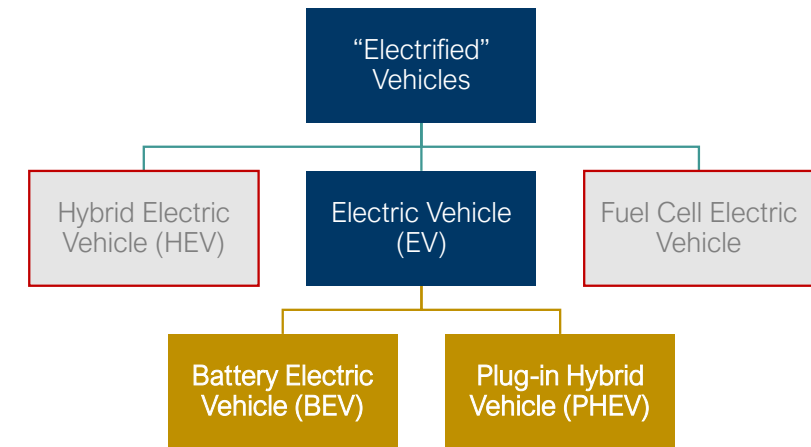 “Electrified”
Vehicles
Hybrid Electric
Vehicle (HEV)
Electric Vehicle
(EV)
Fuel Cell Electric
Vehicle
Battery Electric
Vehicle (BEV)
Plug-in Hybrid
Vehicle (PHEV)